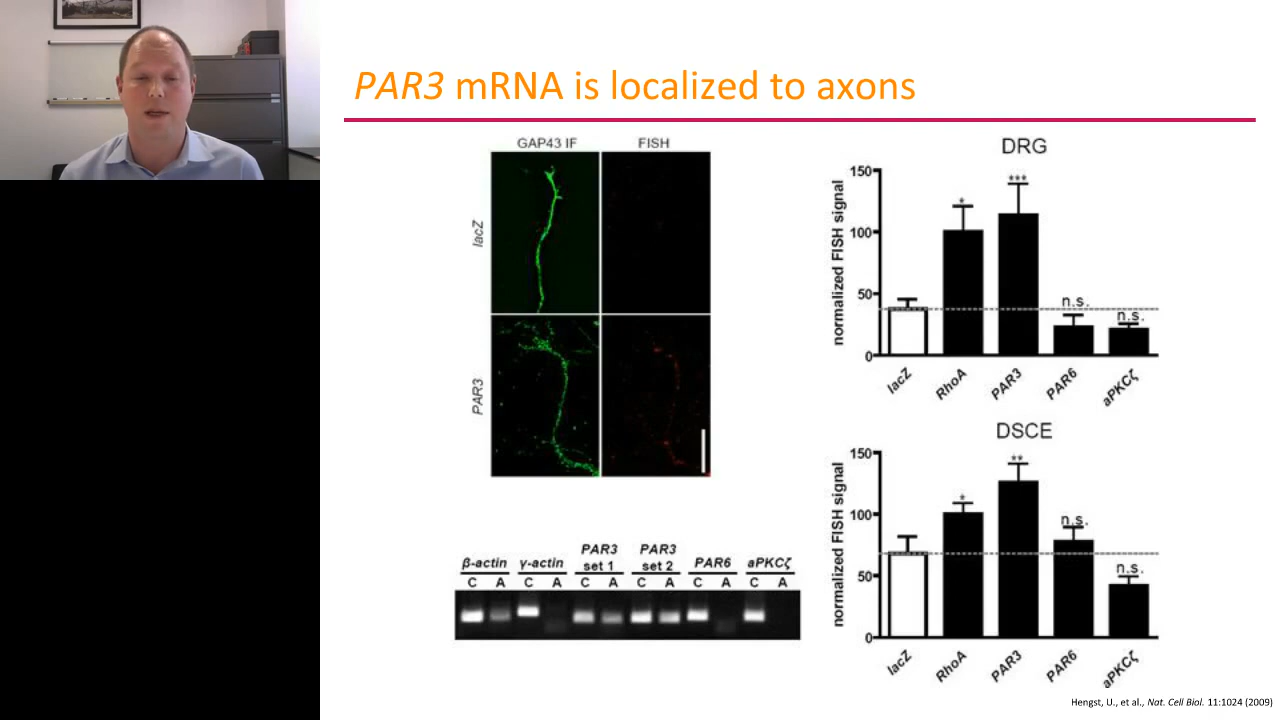 PAR3 mRNA is localized to axons
GAP43 IF FISH
lacZ
PAR3
β-actin γ-actin PAR3 set 1 PAR3 set 2 PAR6 aPKCζ
C A C A C A C A C A C A
DRG
normalized FISH signal
150
100
50
0
* *** n.s. n.s.
lacZ RhoA PAR3 PAR6 aPKCζ
DSCE
normalized FISH signal
150
100
50
0
* ** n.s. n.s.
lacZ RhoA PAR3 PAR6 aPKCζ
Hengst, U., et al., Nat. Cell Biol. 11:1024 (2009)